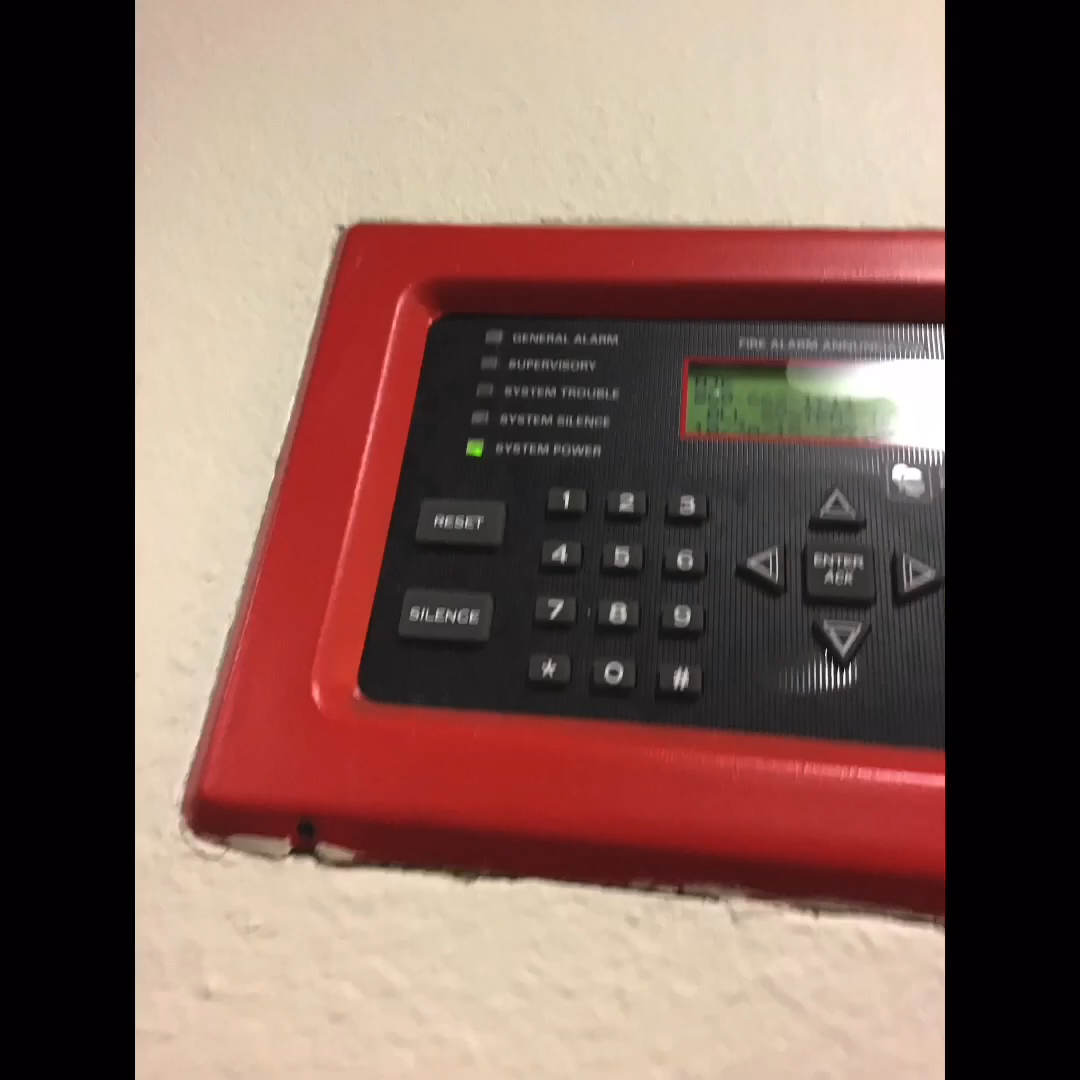 GENERAL ALARM
SUPERVISORY
SYSTEM TROUBLE
SYSTEM SILENCE
SYSTEM POWER
FIRE ALARM
RESET
SILENCE
1 2 3
4 5 6
7 8 9
* 0 #
ENTER
ACK